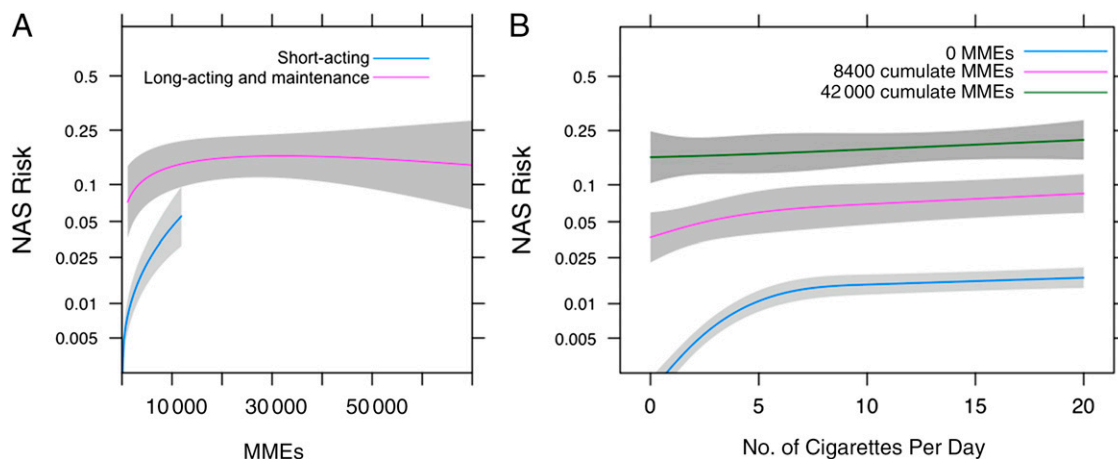 A
Short-acting
Long-acting and maintenance
NAS Risk
0.5
0.25
0.1
0.05
0.025
0.01
0.005
10 000 30 000 50 000
MMEs
B
0 MMEs
8400 cumulate MMEs
42 000 cumulate MMEs
NAS Risk
0.5
0.25
0.1
0.05
0.025
0.01
0.005
0 5 10 15 20
No. of Cigarettes Per Day